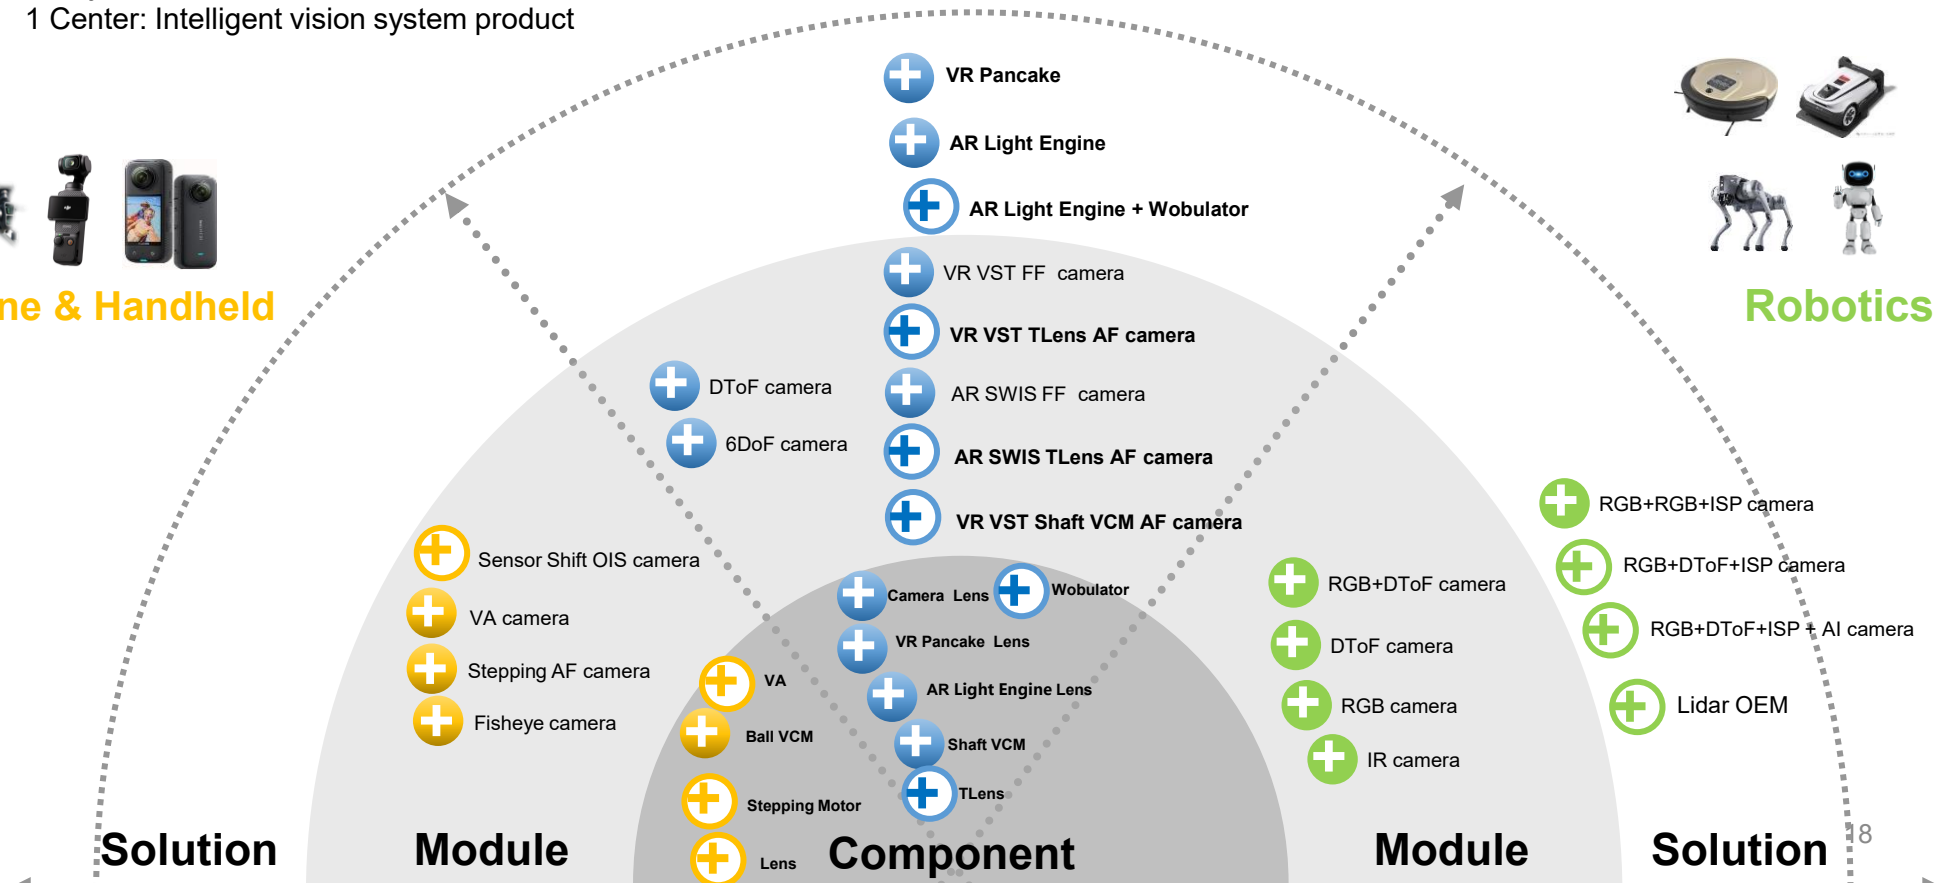 1 Center: Intelligent vision system product
VR Pancake
AR Light Engine
AR Light Engine + Wobulator
VR VST FF camera
VR VST TLens AF camera
AR SWIS FF camera
AR SWIS TLens AF camera
VR VST Shaft VCM AF camera
DToF camera
6DoF camera
ne & Handheld
Robotics
Sensor Shift OIS camera
VA camera
Stepping AF camera
Fisheye camera
Camera Lens
Wobulator
VR Pancake Lens
AR Light Engine Lens
Shaft VCM
TLens
VA
Ball VCM
Stepping Motor
Lens
RGB+DToF camera
DToF camera
RGB camera
IR camera
RGB+RGB+ISP camera
RGB+DToF+ISP camera
RGB+DToF+ISP + AI camera
Lidar OEM
Solution
Module
Component
Module
Solution
18